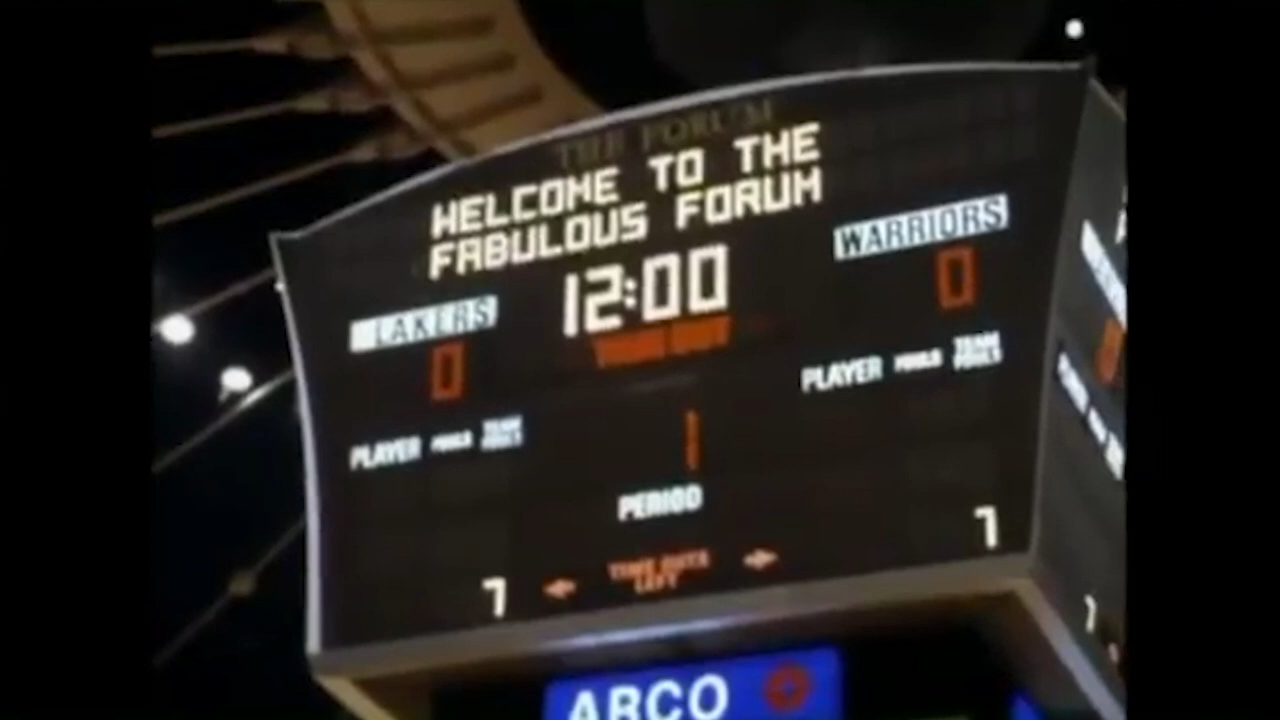 THE FORUM
WELCOME TO THE
FABULOUS FORUM
12:00
LAKERS
WARRIORS
0
0
PLAYER FOULS TEAM FOULS
PLAYER FOULS TEAM FOULS
1
PERIOD
TIME OUTS
LEFT
7
7
7
ARCO